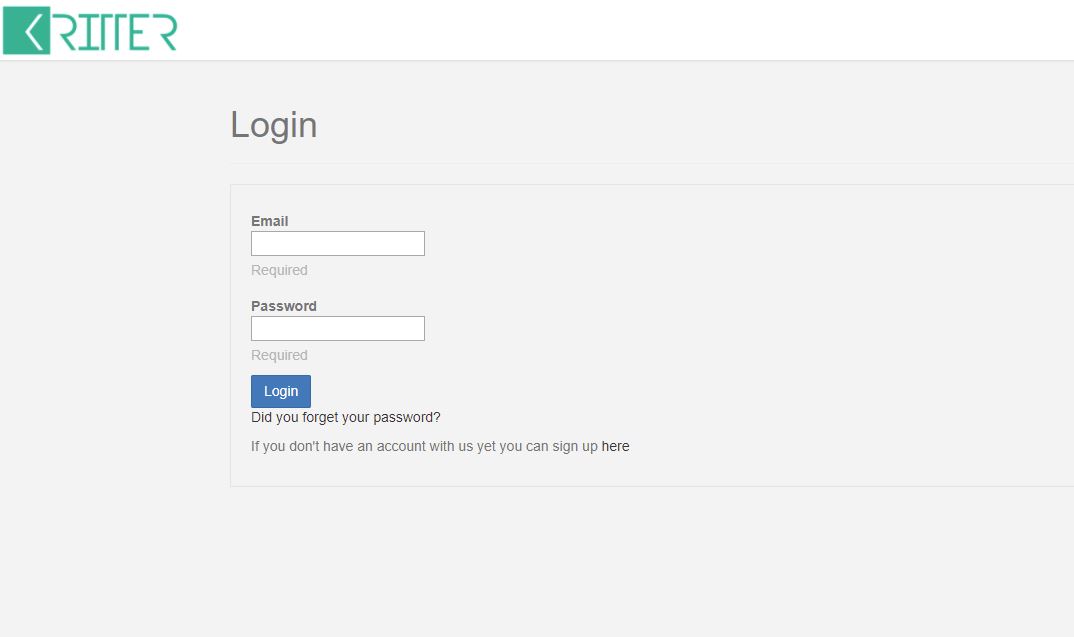 KRITTER
Login
Email
Required
Password
Required
Login
Did you forget your password?
If you don't have an account with us yet you can sign up here